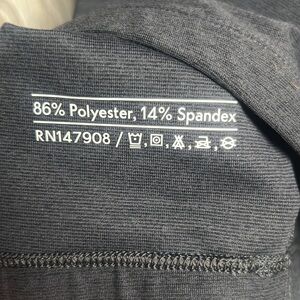 86% Polyester, 14% Spandex
RN147908 /